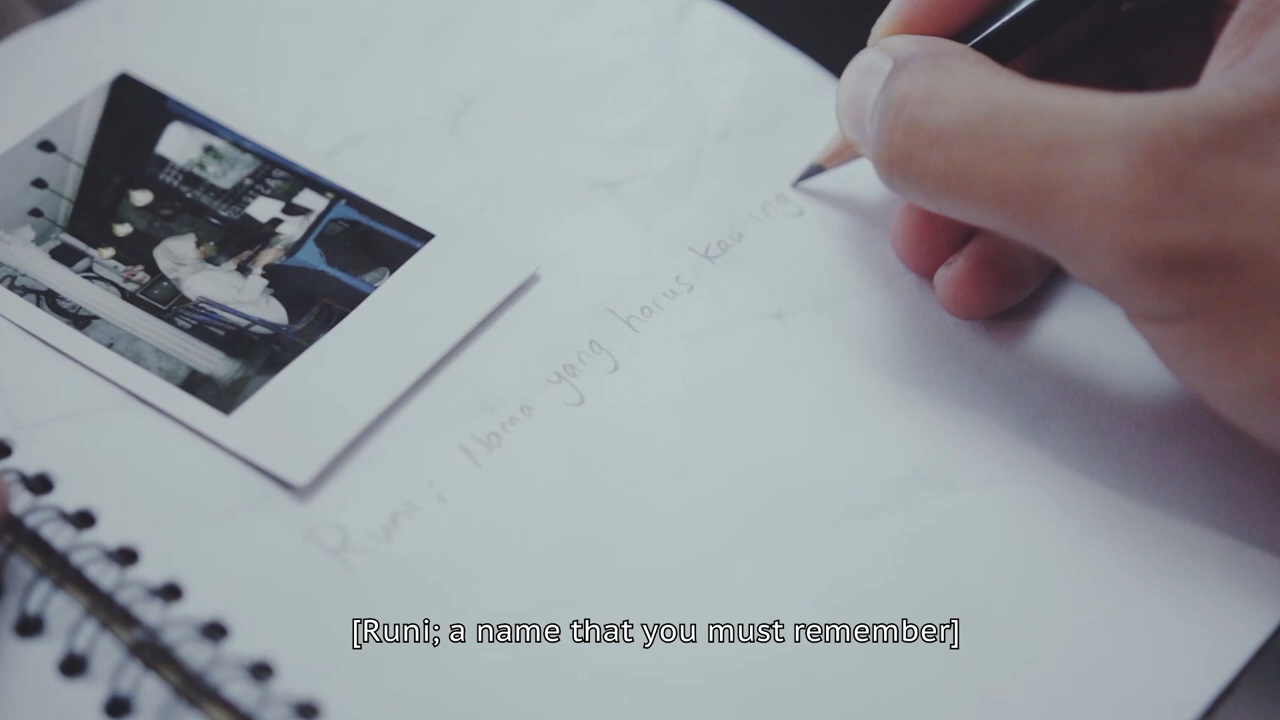 Runi; Nama yang harus kau ing
[Runi; a name that you must remember]